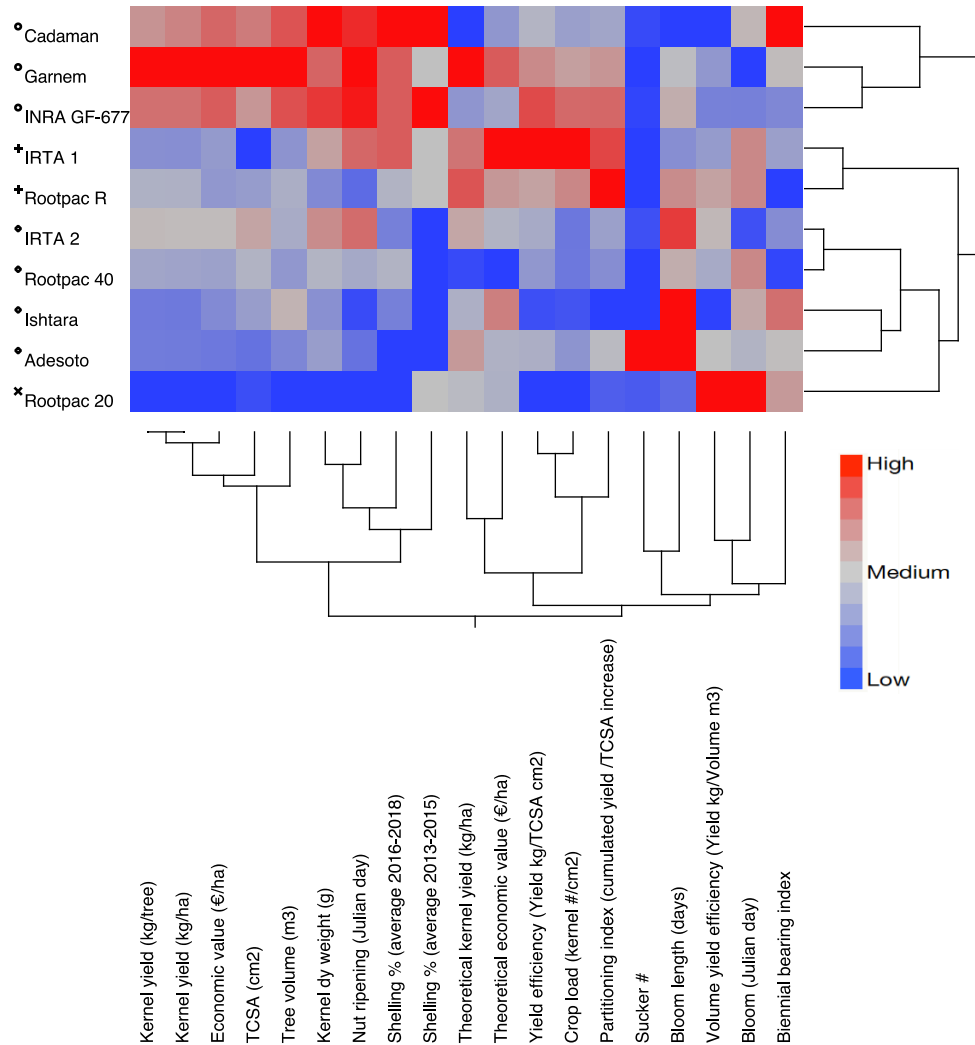 Cadaman
Garnem
INRA GF-677
IRTA 1
Rootpac R
IRTA 2
Rootpac 40
Ishtara
Adesoto
Rootpac 20
High
Medium
Low
Kernel yield (kg/tree)
Kernel yield (kg/ha)
Economic value (€/ha)
TCSA (cm2)
Tree volume (m3)
Kernel dy weight (g)
Nut ripening (Julian day)
Shelling % (average 2016-2018)
Shelling % (average 2013-2015)
Theoretical kernel yield (kg/ha)
Theoretical economic value (€/ha)
Yield efficiency (Yield kg/TCSA cm2)
Crop load (kernel #/cm2)
Partitioning index (cumulated yield /TCSA increase)
Sucker #
Bloom length (days)
Volume yield efficiency (Yield kg/Volume m3)
Bloom (Julian day)
Biennial bearing index